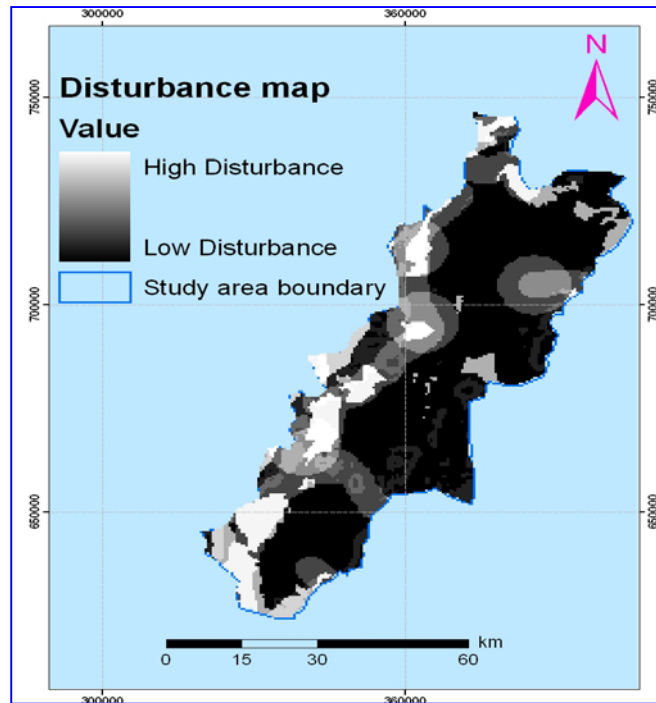 300000 360000
N
750000 750000
Disturbance map
Value
High Disturbance
Low Disturbance
Study area boundary
700000 700000
650000 650000
km
0 15 30 60
300000 360000